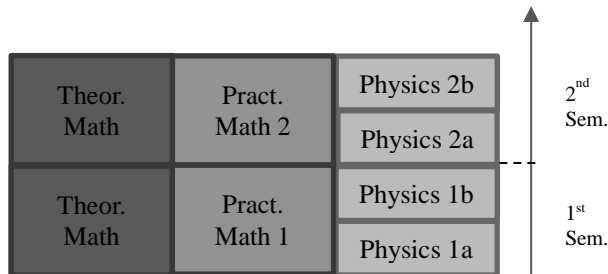 Theor.
Math
Pract.
Math 2
Physics 2b
Physics 2a
2nd
Sem.
Theor.
Math
Pract.
Math 1
Physics 1b
Physics 1a
1st
Sem.